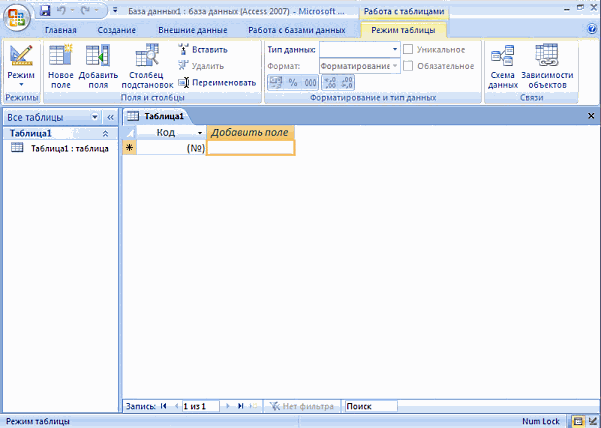 База данных1 : база данных (Access 2007) - Microsoft ...
Работа с таблицами
Главная Создание Внешние данные Работа с базами данных Режим таблицы
Режим
Новое поле
Добавить поля
Столбец подстановок
Вставить
Удалить
Переименовать
Тип данных:
Формат: Форматирование
% 000
Уникальное
Обязательное
Схема данных
Зависимости объектов
Режимы Поля и столбцы Форматирование и тип данных Связи
Все таблицы
Таблица1
Таблица1 : таблица
Таблица1
Код Добавить поле
(№)
Запись: 1 из 1 Нет фильтра Поиск
Режим таблицы Num Lock